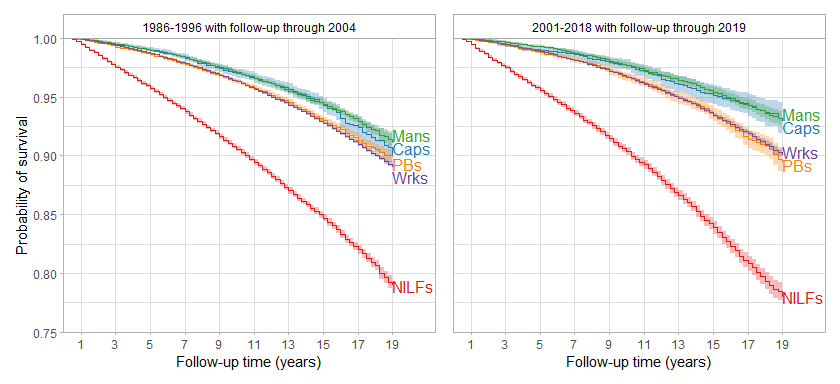 1986-1996 with follow-up through 2004
2001-2018 with follow-up through 2019
Probability of survival
1.00
0.95
0.90
0.85
0.80
0.75
Mans
Caps
PBs
Wrks
NILFs
Mans
Caps
Wrks
PBs
NILFs
1 3 5 7 9 11 13 15 17 19
1 3 5 7 9 11 13 15 17 19
Follow-up time (years)
Follow-up time (years)